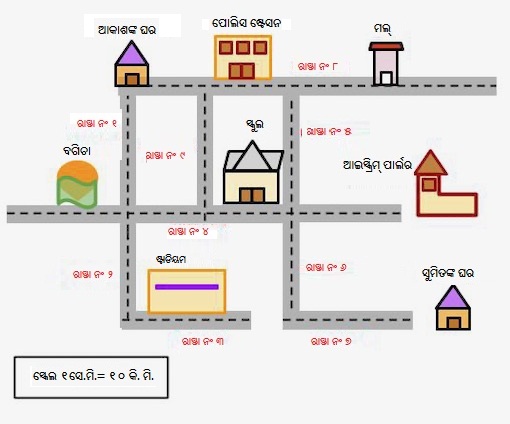 ଆକାଶଙ୍କ ଘର
ପୋଲିସ ଷ୍ଟେସନ
ମଲ୍
ରାସ୍ତା ନଂ ୮
ରାସ୍ତା ନଂ ୧
ସ୍କୁଲ
ରାସ୍ତା ନଂ ୫
ବଗିଚା
ରାସ୍ତା ନଂ ୯
ଆଇସ୍କ୍ରିମ୍ ପାର୍ଲର
ରାସ୍ତା ନଂ ୪
ଷ୍ଟାଡିୟମ
ରାସ୍ତା ନଂ ୨
ରାସ୍ତା ନଂ ୬
ସୁମିତଙ୍କ ଘର
ରାସ୍ତା ନଂ ୩
ରାସ୍ତା ନଂ ୭
ସ୍କେଲ ୧ସେ.ମି.= ୧୦ କି. ମି.